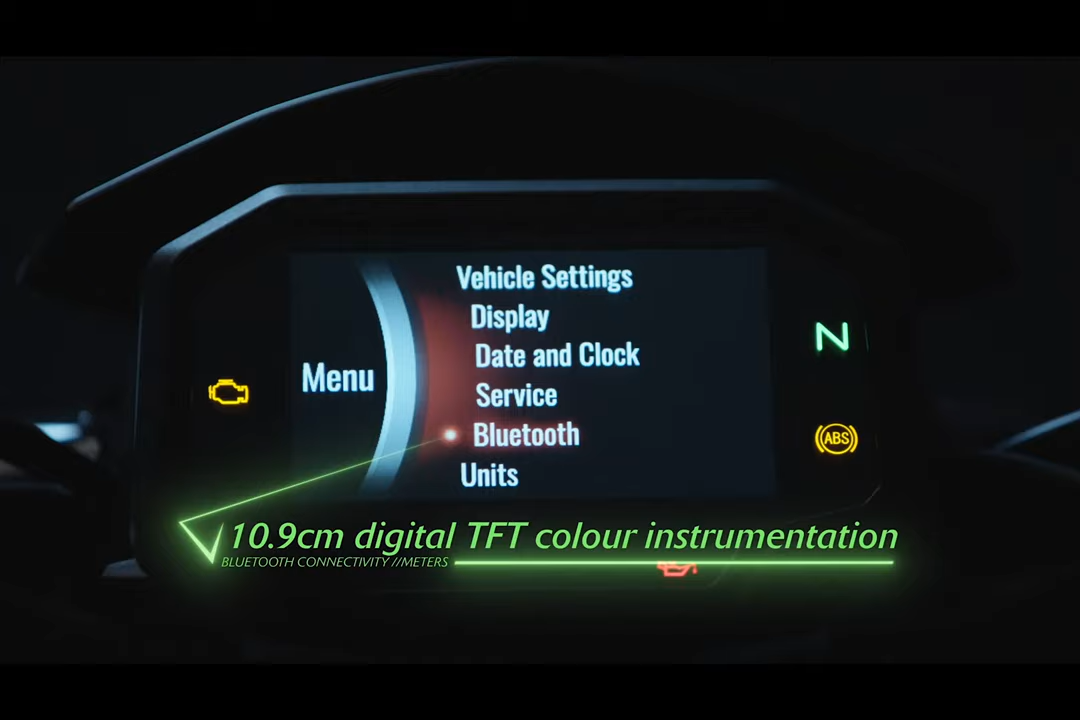 Vehicle Settings
Display
Date and Clock
Menu
Service
Bluetooth
Units
N
ABS
10.9cm digital TFT colour instrumentation
BLUETOOTH CONNECTIVITY //METERS